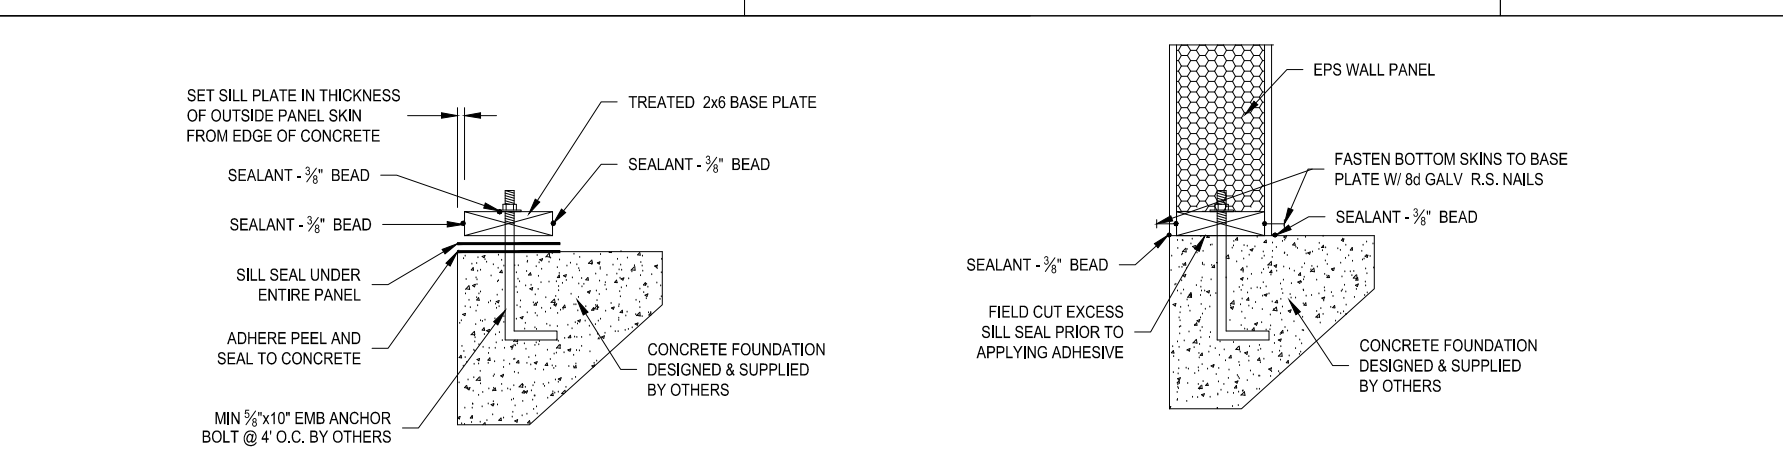 SET SILL PLATE IN THICKNESS
OF OUTSIDE PANEL SKIN
FROM EDGE OF CONCRETE
SEALANT - ⅜" BEAD
SEALANT - ⅜" BEAD
SILL SEAL UNDER
ENTIRE PANEL
ADHERE PEEL AND
SEAL TO CONCRETE
MIN ⅝"x10" EMB ANCHOR
BOLT @ 4' O.C. BY OTHERS
TREATED 2x6 BASE PLATE
SEALANT - ⅜" BEAD
CONCRETE FOUNDATION
DESIGNED & SUPPLIED
BY OTHERS
SEALANT - ⅜" BEAD
FIELD CUT EXCESS
SILL SEAL PRIOR TO
APPLYING ADHESIVE
EPS WALL PANEL
FASTEN BOTTOM SKINS TO BASE
PLATE W/ 8d GALV R.S. NAILS
SEALANT - ⅜" BEAD
CONCRETE FOUNDATION
DESIGNED & SUPPLIED
BY OTHERS